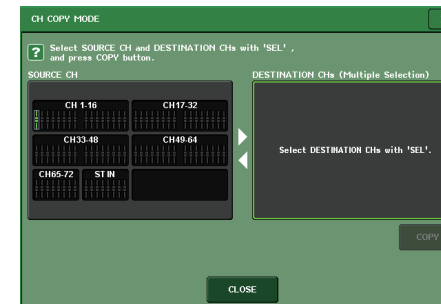 CH COPY MODE
? Select SOURCE CH and DESTINATION CHs with 'SEL' ,
and press COPY button.
SOURCE CH
DESTINATION CHs (Multiple Selection)
CH 1-16
CH17-32
CH33-48
CH49-64
CH65-72
ST IN
Select DESTINATION CHs with 'SEL'.
COPY
CLOSE